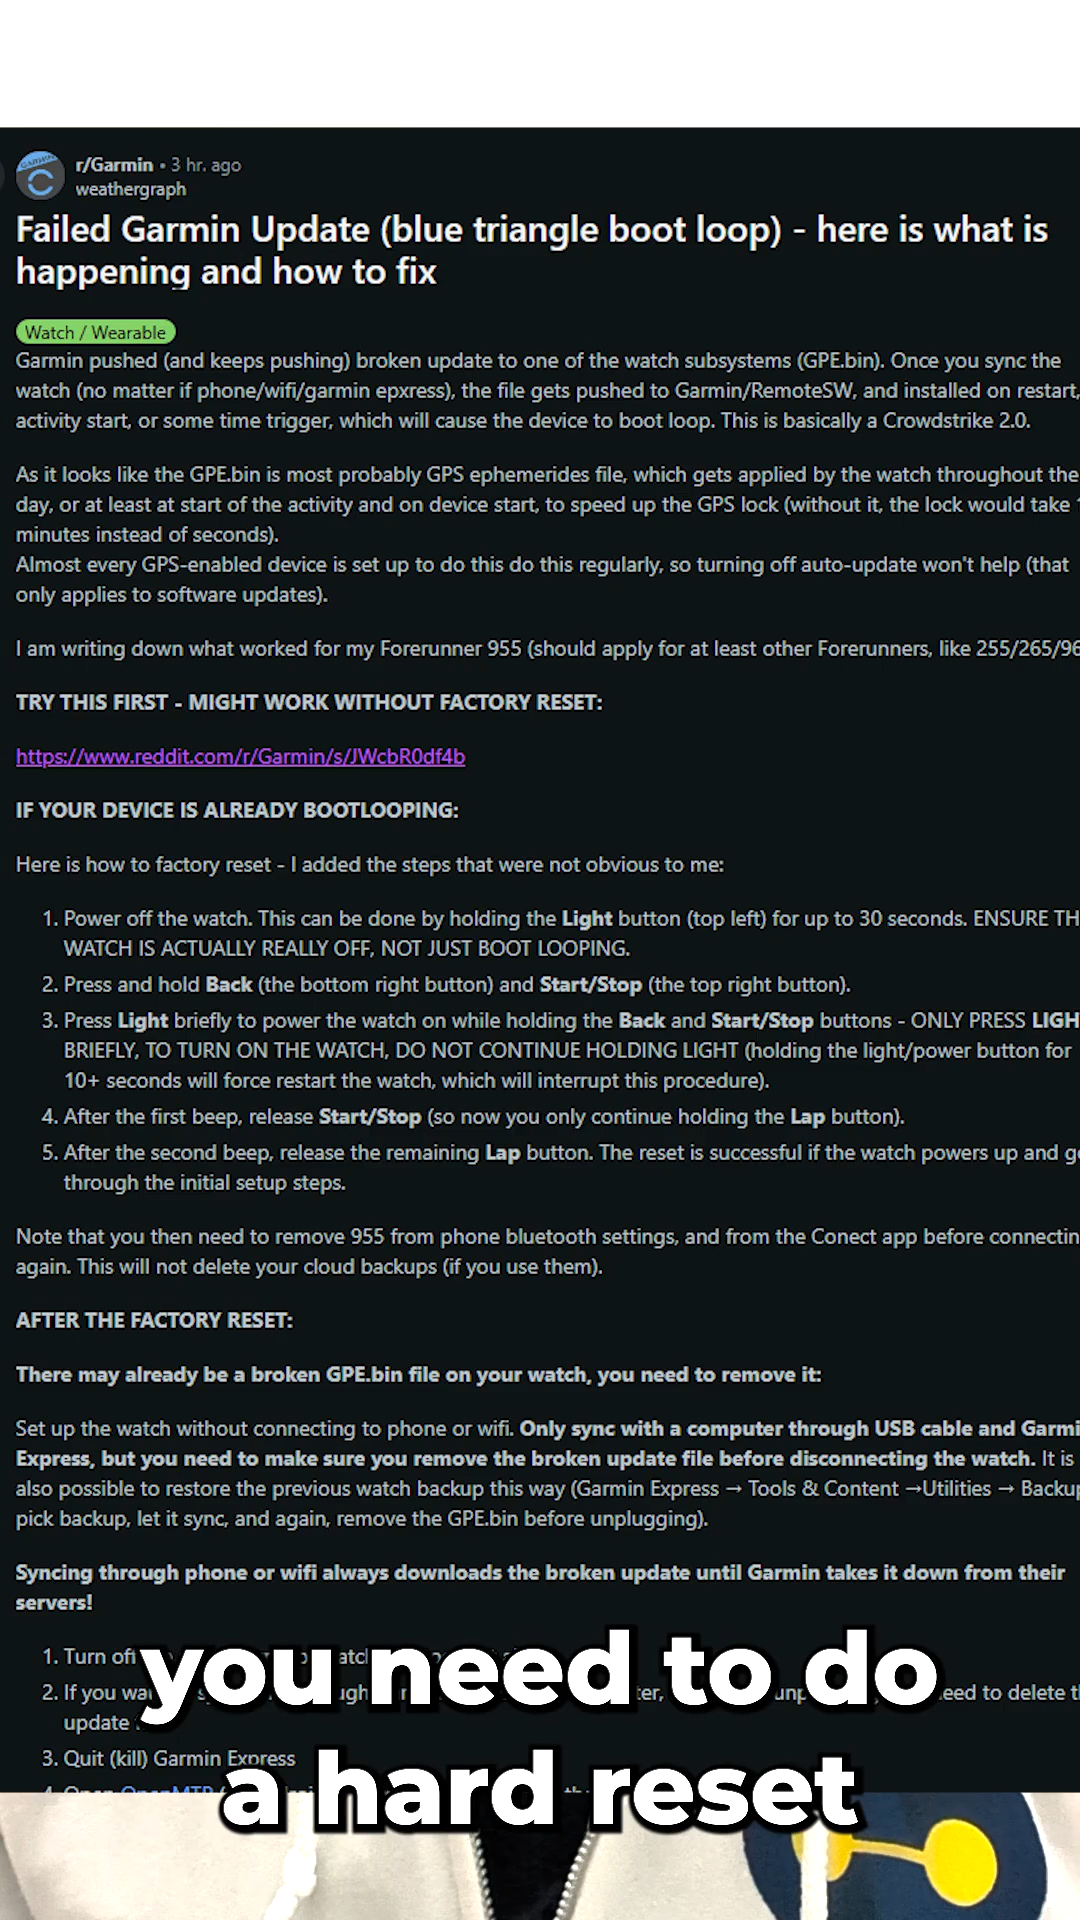 r/Garmin • 3 hr. ago
weathergraph
Failed Garmin Update (blue triangle boot loop) - here is what is
happening and how to fix
Watch / Wearable
Garmin pushed (and keeps pushing) broken update to one of the watch subsystems (GPE.bin). Once you sync the
watch (no matter if phone/wifi/garmin epxress), the file gets pushed to Garmin/RemoteSW, and installed on restart,
activity start, or some time trigger, which will cause the device to boot loop. This is basically a Crowdstrike 2.0.
As it looks like the GPE.bin is most probably GPS ephemerides file, which gets applied by the watch throughout the
day, or at least at start of the activity and on device start, to speed up the GPS lock (without it, the lock would take
minutes instead of seconds).
Almost every GPS-enabled device is set up to do this do this regularly, so turning off auto-update won't help (that
only applies to software updates).
I am writing down what worked for my Forerunner 955 (should apply for at least other Forerunners, like 255/265/96
TRY THIS FIRST - MIGHT WORK WITHOUT FACTORY RESET:
https://www.reddit.com/r/Garmin/s/JWcbR0df4b
IF YOUR DEVICE IS ALREADY BOOTLOOPING:
Here is how to factory reset - I added the steps that were not obvious to me:
1. Power off the watch. This can be done by holding the Light button (top left) for up to 30 seconds. ENSURE TH
WATCH IS ACTUALLY REALLY OFF, NOT JUST BOOT LOOPING.
2. Press and hold Back (the bottom right button) and Start/Stop (the top right button).
3. Press Light briefly to power the watch on while holding the Back and Start/Stop buttons - ONLY PRESS LIGH
BRIEFLY, TO TURN ON THE WATCH, DO NOT CONTINUE HOLDING LIGHT (holding the light/power button for
10+ seconds will force restart the watch, which will interrupt this procedure).
4. After the first beep, release Start/Stop (so now you only continue holding the Lap button).
5. After the second beep, release the remaining Lap button. The reset is successful if the watch powers up and g
through the initial setup steps.
Note that you then need to remove 955 from phone bluetooth settings, and from the Conect app before connectin
again. This will not delete your cloud backups (if you use them).
AFTER THE FACTORY RESET:
There may already be a broken GPE.bin file on your watch, you need to remove it:
Set up the watch without connecting to phone or wifi. Only sync with a computer through USB cable and Garmi
Express, but you need to make sure you remove the broken update file before disconnecting the watch. It is
also possible to restore the previous watch backup this way (Garmin Express → Tools & Content →Utilities → Backup
pick backup, let it sync, and again, remove the GPE.bin before unplugging).
Syncing through phone or wifi always downloads the broken update until Garmin takes it down from their
servers!
1. Turn off
2. If you need to delete
update
3. Quit (kill) Garmin Express
4. Open OpenMTP
you need to do
a hard reset